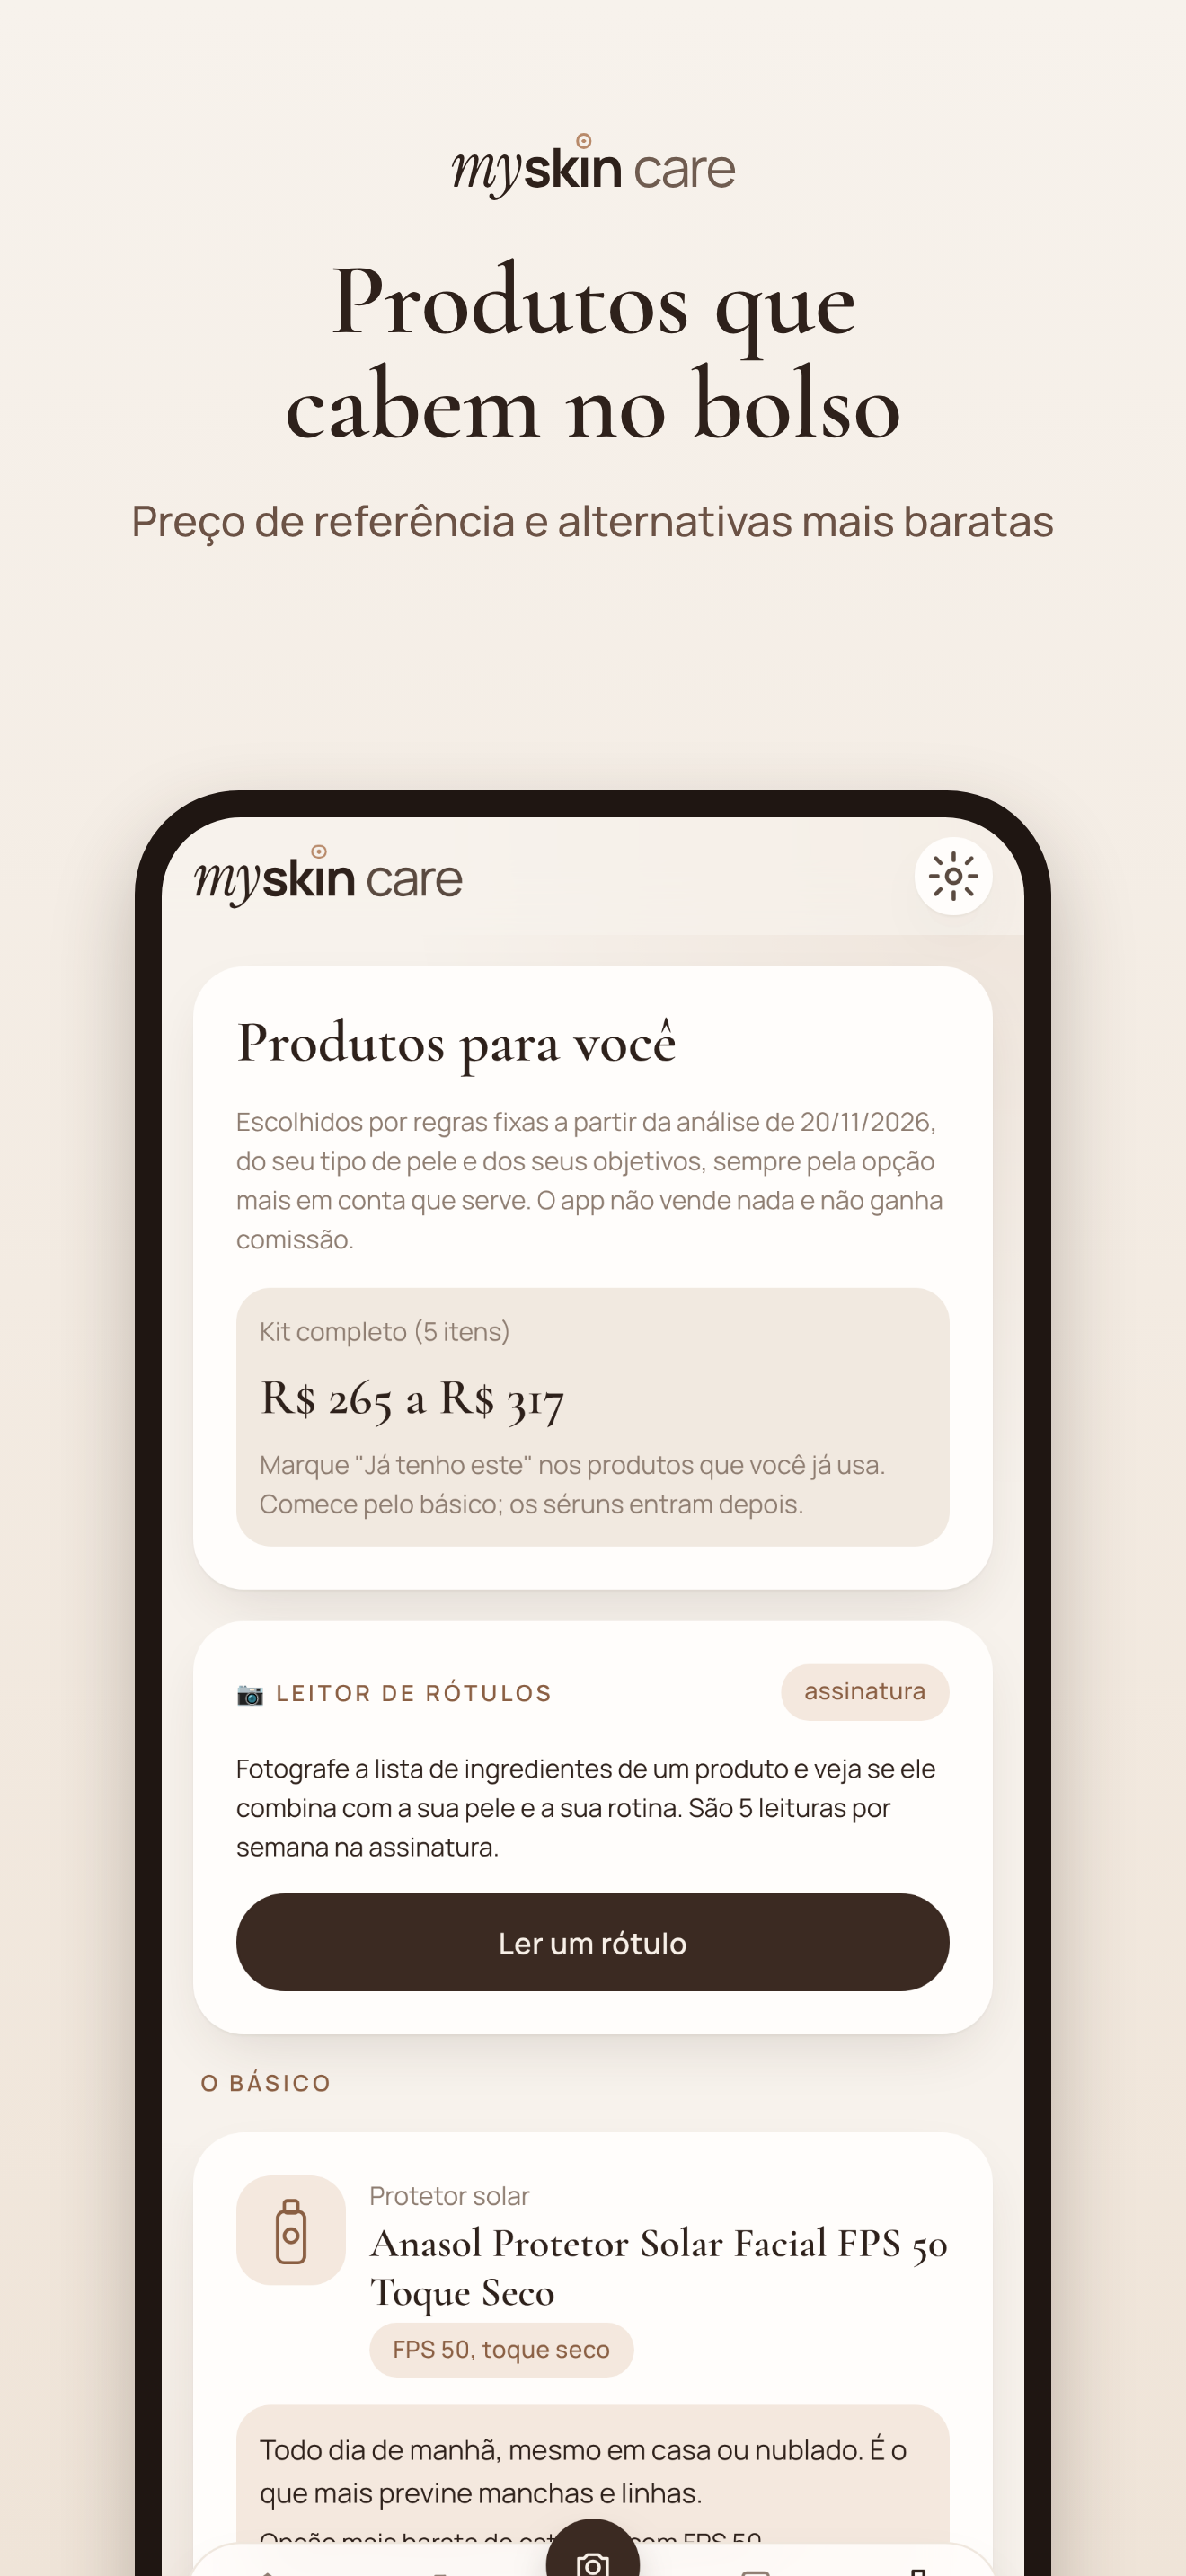 myskin care
Produtos que
cabem no bolso
Preço de referência e alternativas mais baratas
myskin care
Produtos para você
Escolhidos por regras fixas a partir da análise de 20/11/2026,
do seu tipo de pele e dos seus objetivos, sempre pela opção
mais em conta que serve. O app não vende nada e não ganha
comissão.
Kit completo (5 itens)
R$ 265 a R$ 317
Marque "Já tenho este" nos produtos que você já usa.
Comece pelo básico; os séruns entram depois.
LEITOR DE RÓTULOS
assinatura
Fotografe a lista de ingredientes de um produto e veja se ele
combina com a sua pele e a sua rotina. São 5 leituras por
semana na assinatura.
Ler um rótulo
O BÁSICO
Protetor solar
Anasol Protetor Solar Facial FPS 50
Toque Seco
FPS 50, toque seco
Todo dia de manhã, mesmo em casa ou nublado. É o
que mais previne manchas e linhas.
Opção mais barata do com FPS 50